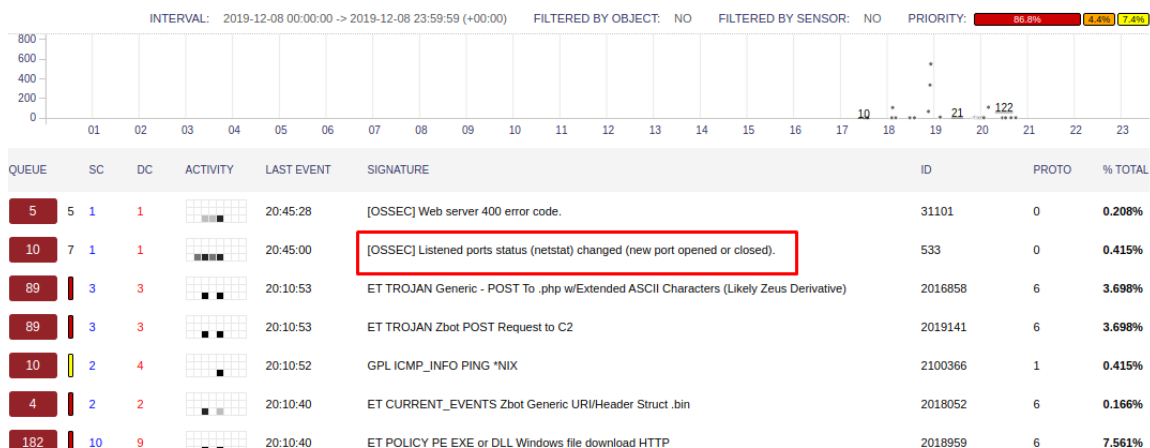 INTERVAL: 2019-12-08 00:00:00 -> 2019-12-08 23:59:59 (+00:00) FILTERED BY OBJECT: NO FILTERED BY SENSOR: NO PRIORITY: 86.8% 4.4% 7.4%
800
600
400
200
0
10 21 122
01 02 03 04 05 06 07 08 09 10 11 12 13 14 15 16 17 18 19 20 21 22 23
QUEUE SC DC ACTIVITY LAST EVENT SIGNATURE ID PROTO % TOTAL
5 5 1 1 20:45:28 [OSSEC] Web server 400 error code. 31101 0 0.208%
10 7 1 1 20:45:00 [OSSEC] Listened ports status (netstat) changed (new port opened or closed). 533 0 0.415%
89 3 3 20:10:53 ET TROJAN Generic - POST To .php w/Extended ASCII Characters (Likely Zeus Derivative) 2016858 6 3.698%
89 3 3 20:10:53 ET TROJAN Zbot POST Request to C2 2019141 6 3.698%
10 2 4 20:10:52 GPL ICMP_INFO PING *NIX 2100366 1 0.415%
4 2 2 20:10:40 ET CURRENT_EVENTS Zbot Generic URI/Header Struct .bin 2018052 6 0.166%
182 10 9 20:10:40 ET POLICY PE EXE or DLL Windows file download HTTP 2018959 6 7.561%